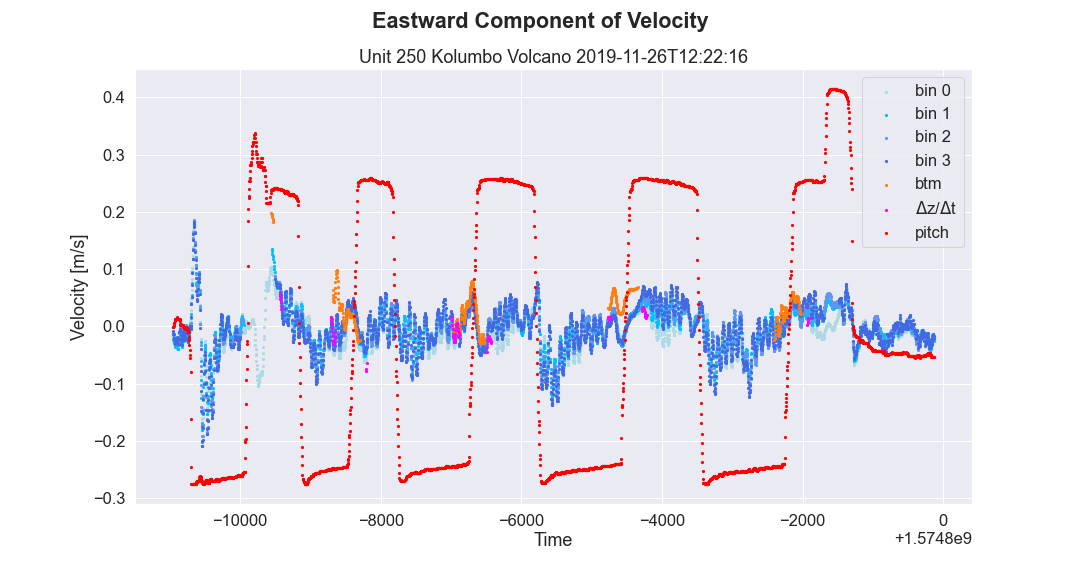 Eastward Component of Velocity
Unit 250 Kolumbo Volcano 2019-11-26T12:22:16
Velocity [m/s]
0.4
0.3
0.2
0.1
0.0
−0.1
−0.2
−0.3
bin 0
bin 1
bin 2
bin 3
btm
Δz/Δt
pitch
−10000
−8000
−6000
−4000
−2000
0
Time
+1.5748e9